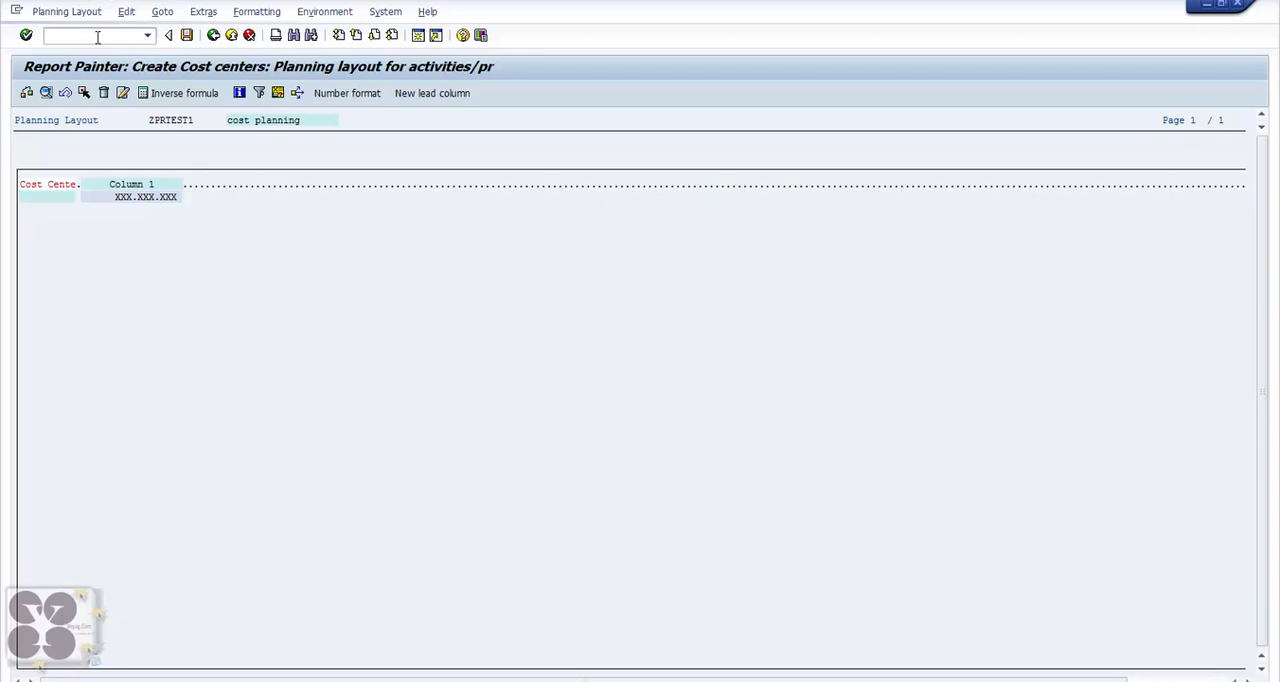 Planning Layout Edit Goto Extras Formatting Environment System Help
Report Painter: Create Cost centers: Planning layout for activities/pr
Inverse formula Number format New lead column
Planning Layout ZPRTEST1 cost planning Page 1 / 1
Cost Cente. Column 1
XXX.XXX.XXX